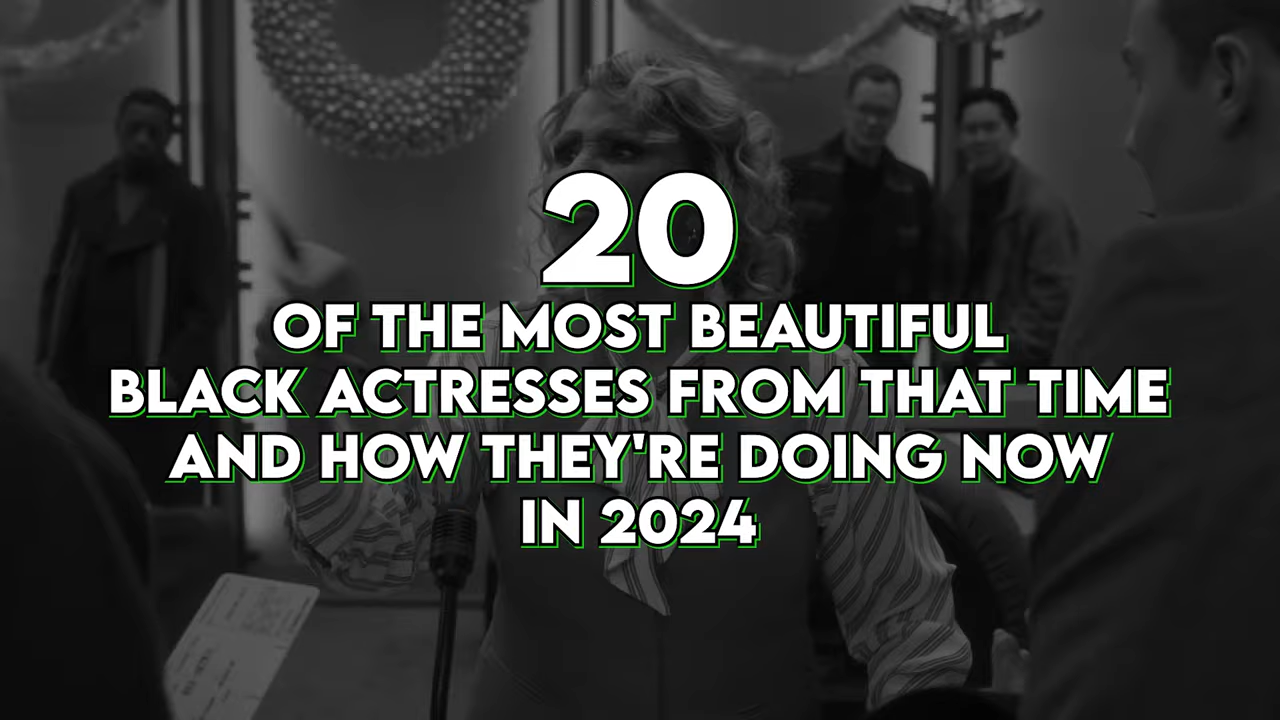 20
OF THE MOST BEAUTIFUL
BLACK ACTRESSES FROM THAT TIME
AND HOW THEY'RE DOING NOW
IN 2024